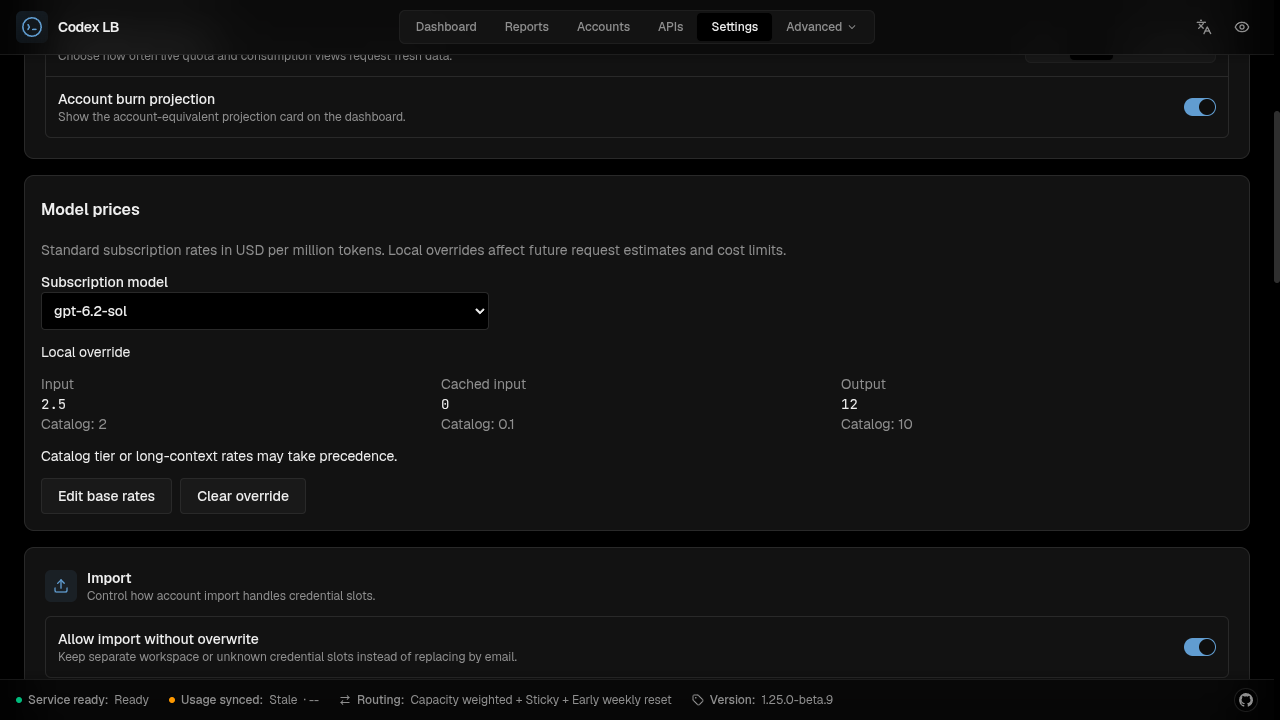 Codex LB
Dashboard Reports Accounts APIs Settings Advanced
Choose how often live quota and consumption views request fresh data.
Account burn projection
Show the account-equivalent projection card on the dashboard.
Model prices
Standard subscription rates in USD per million tokens. Local overrides affect future request estimates and cost limits.
Subscription model
gpt-6.2-sol
Local override
Input Cached input Output
2.5 0 12
Catalog: 2 Catalog: 0.1 Catalog: 10
Catalog tier or long-context rates may take precedence.
Edit base rates Clear override
Import
Control how account import handles credential slots.
Allow import without overwrite
Keep separate workspace or unknown credential slots instead of replacing by email.
Service ready: Ready Usage synced: Stale · -- Routing: Capacity weighted + Sticky + Early weekly reset Version: 1.25.0-beta.9